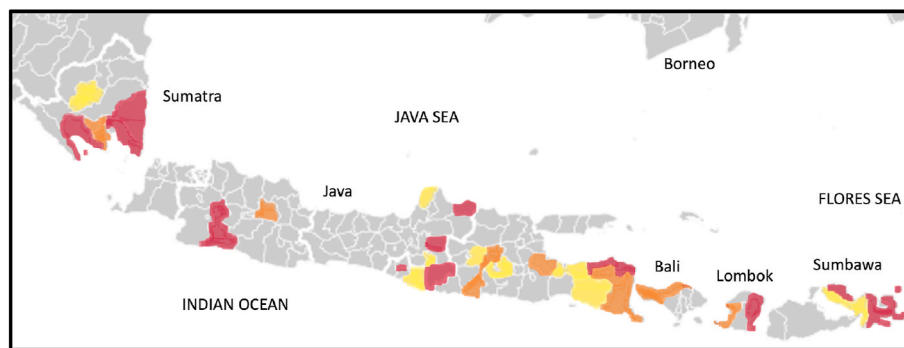 Borneo
Sumatra
JAVA SEA
Java
FLORES SEA
Bali
Lombok
Sumbawa
INDIAN OCEAN